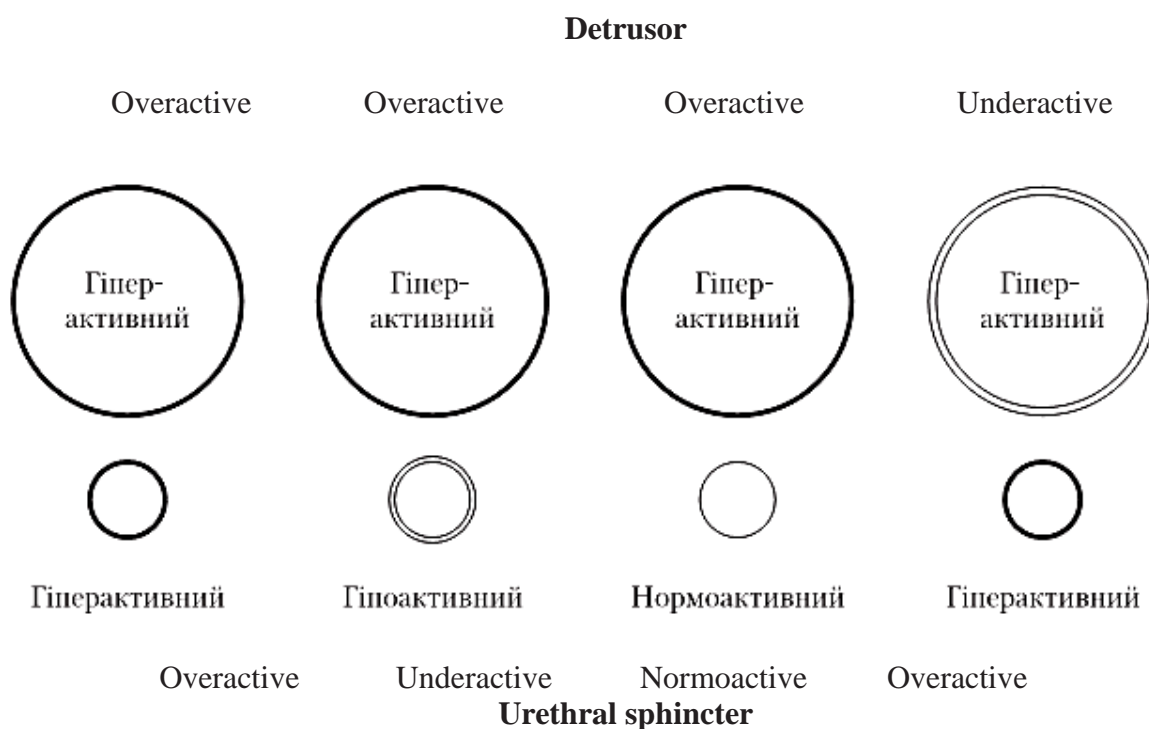 Detrusor
Overactive Overactive Overactive Underactive
Гіпер- Гіпер- Гіпер- Гіпер-
активний активний активний активний
Гіперактивний Гіпоактивний Нормоактивний Гіперактивний
Overactive Underactive Normoactive Overactive
Urethral sphincter